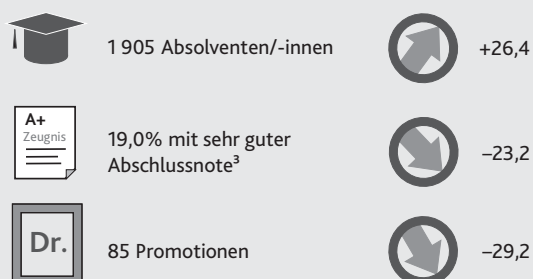 1 905 Absolventen/-innen
+26,4
A+
Zeugnis
19,0% mit sehr guter
Abschlussnote³
–23,2
Dr.
85 Promotionen
–29,2